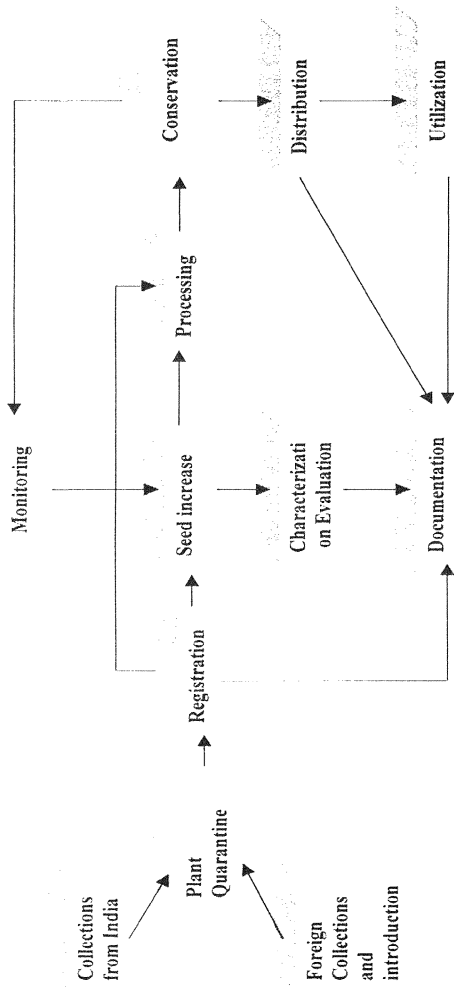 Collections
from India
Foreign
Collections
and
introduction
Plant
Quarantine
Registration
Monitoring
Seed increase
Characterizati
on Evaluation
Documentation
Processing
Conservation
Distribution
Utilization